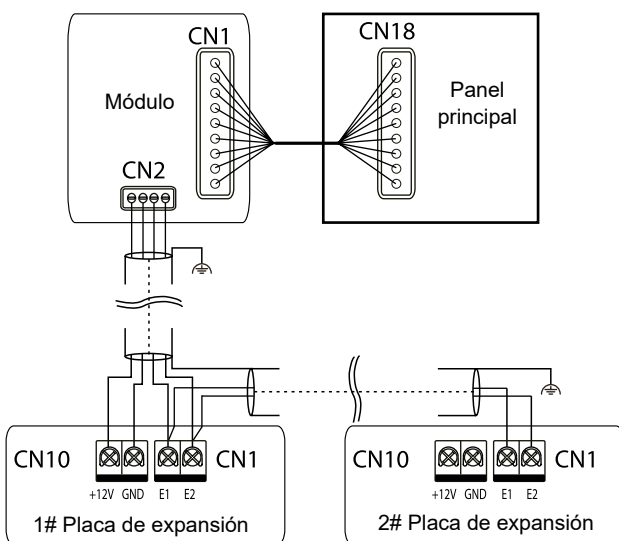 CN1
CN18
Módulo
Panel
principal
CN2
CN10
CN1
+12V GND E1 E2
1# Placa de expansión
CN10
CN1
+12V GND E1 E2
2# Placa de expansión